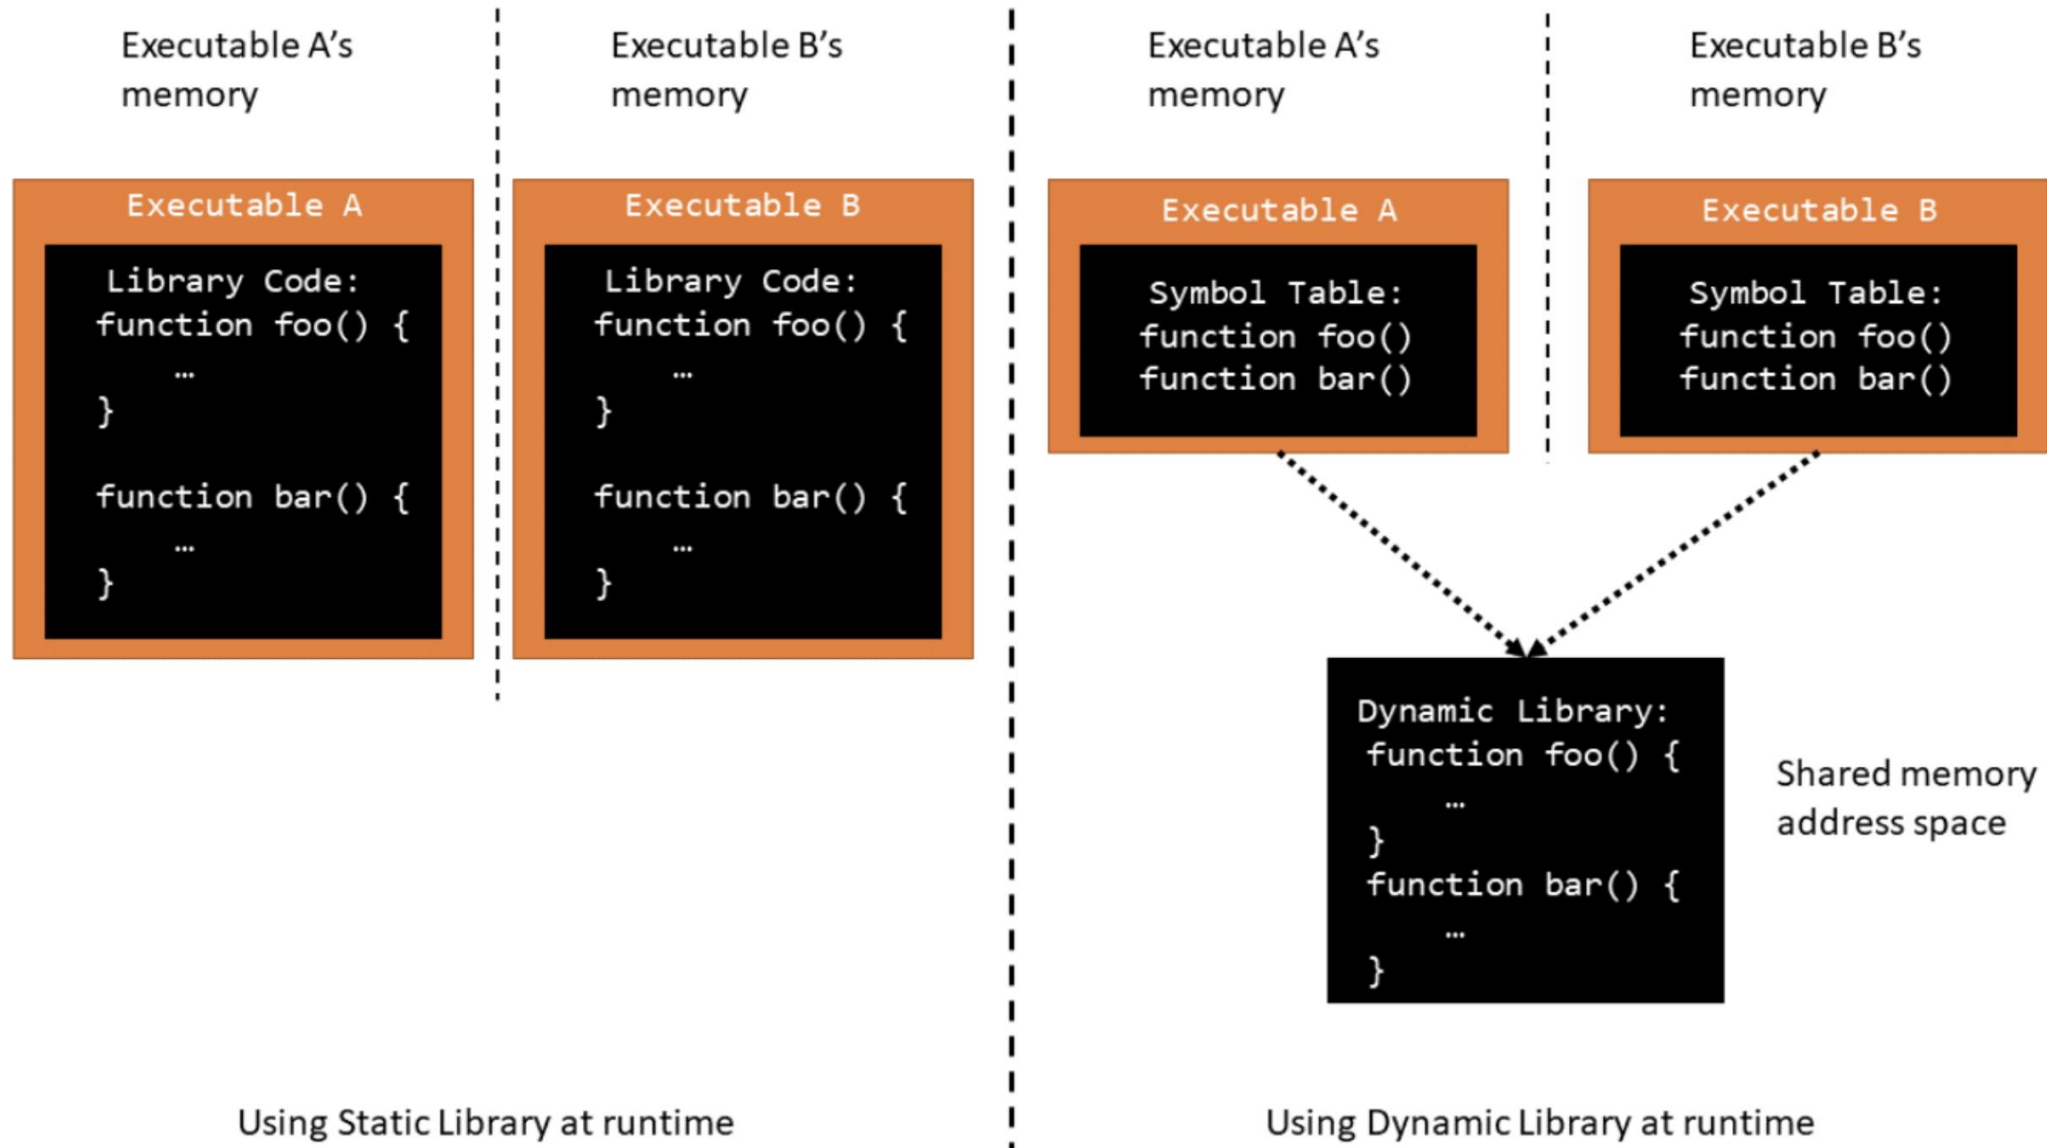 Executable A’s
memory
Executable B’s
memory
Executable A
Library Code:
function foo() {
…
}
function bar() {
…
}
Executable B
Library Code:
function foo() {
…
}
function bar() {
…
}
Using Static Library at runtime
Executable A’s
memory
Executable B’s
memory
Executable A
Symbol Table:
function foo()
function bar()
Executable B
Symbol Table:
function foo()
function bar()
Dynamic Library:
function foo() {
…
}
function bar() {
…
}
Shared memory
address space
Using Dynamic Library at runtime